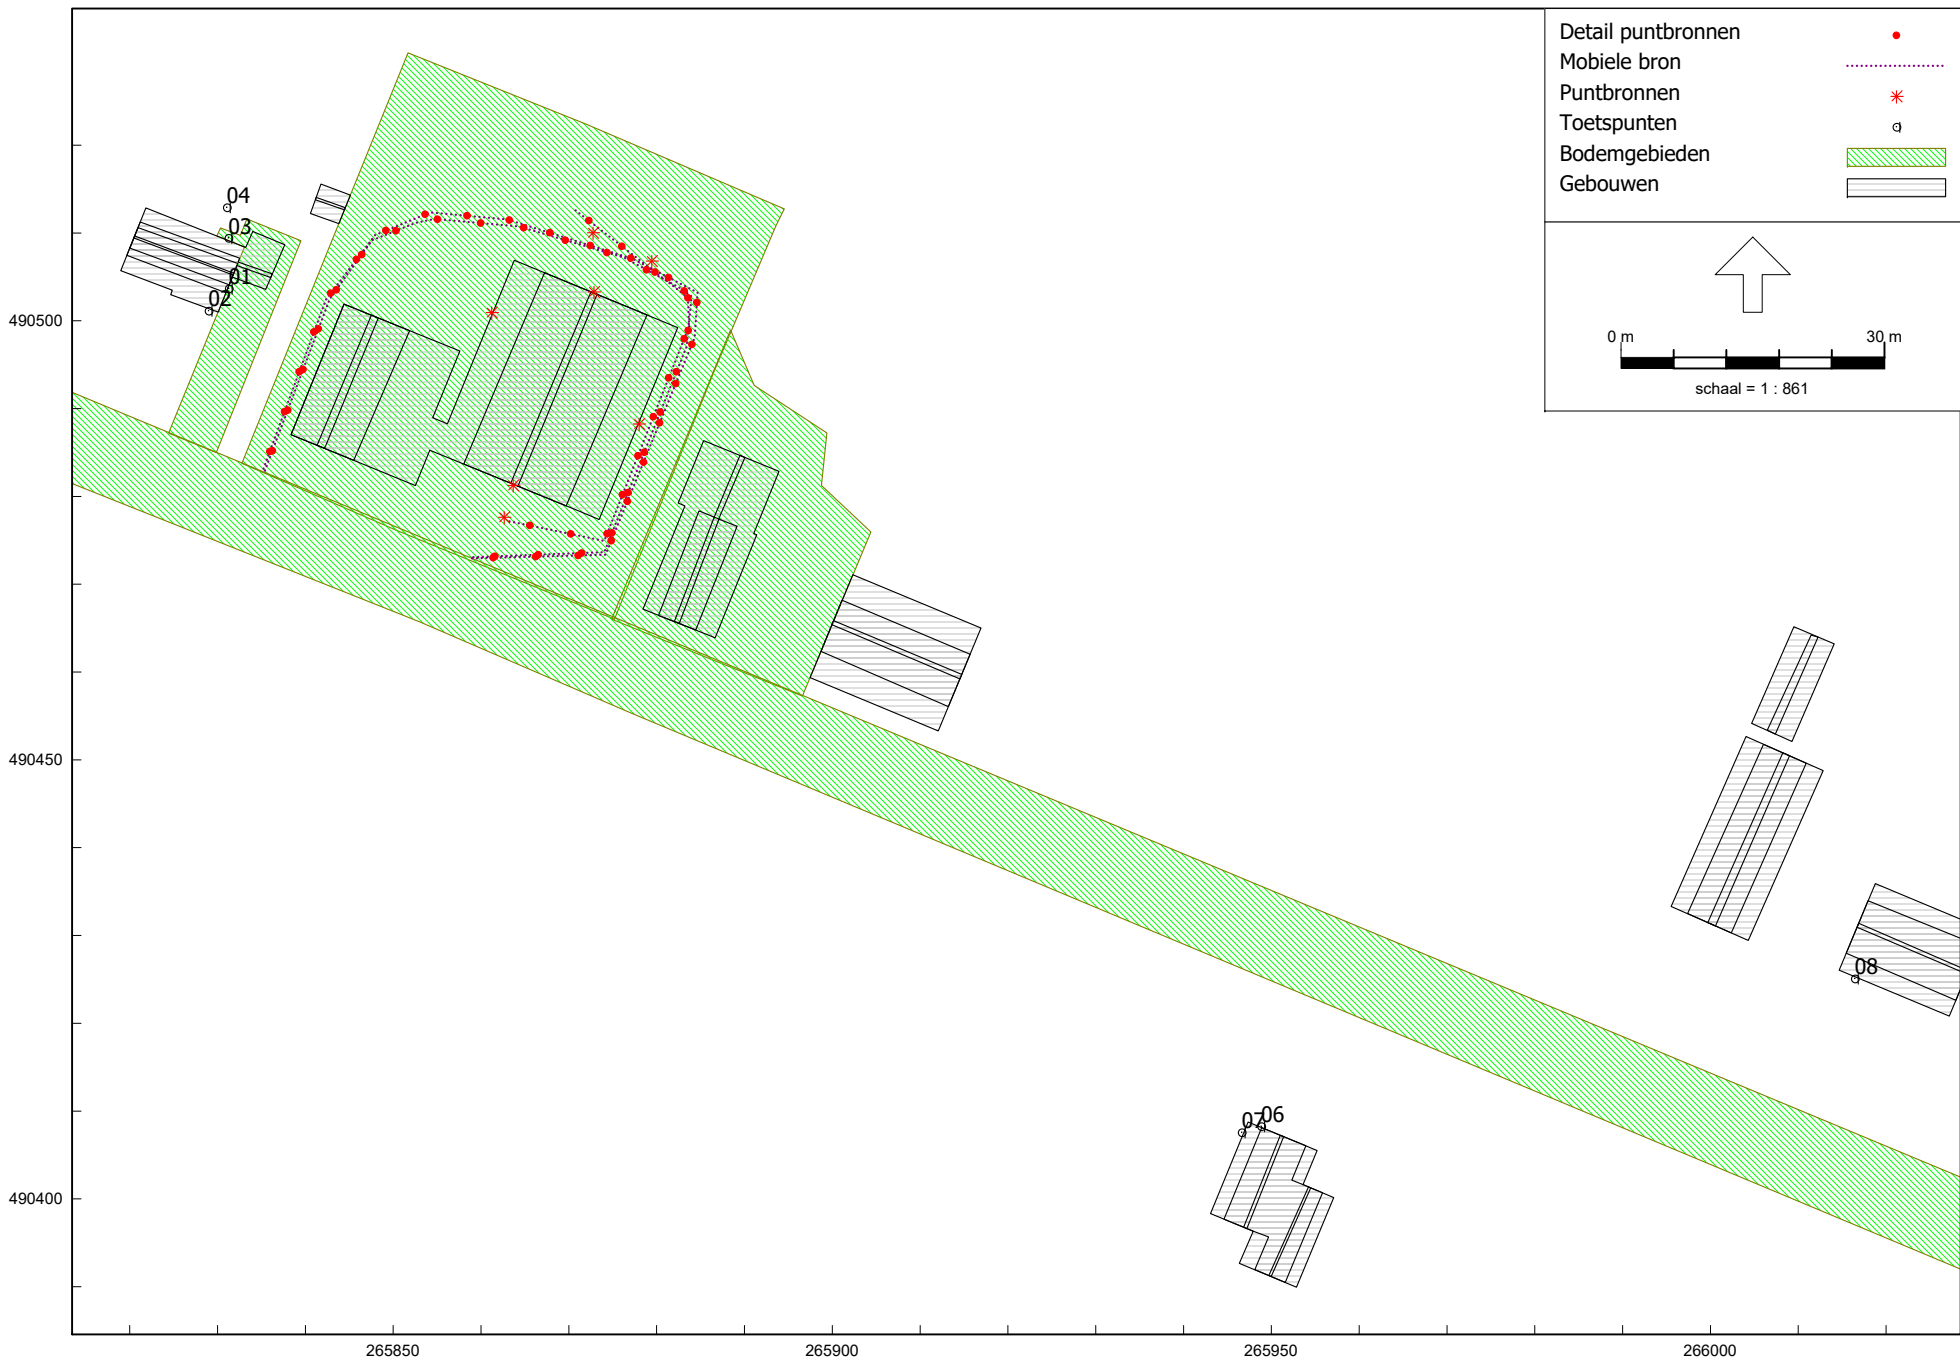 Detail puntbronnen
Mobiele bron
Puntbronnen
Toetspunten
Bodemgebieden
Gebouwen
0 m 30 m
schaal = 1 : 861
04
03
01
02
490500
490450
08
07 06
490400
265850 265900 265950 266000